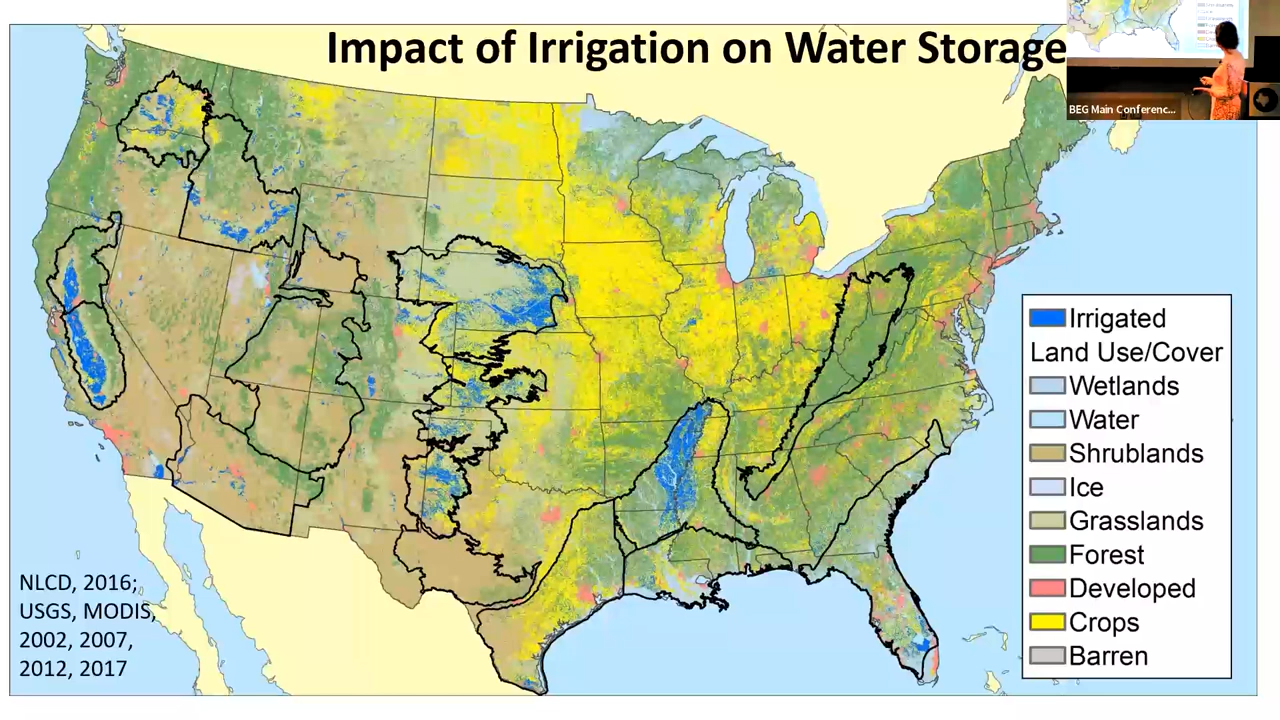 Impact of Irrigation on Water Storage
BEG Main Conferenc...
Irrigated
Land Use/Cover
Wetlands
Water
Shrublands
Ice
Grasslands
Forest
Developed
Crops
Barren
NLCD, 2016;
USGS, MODIS,
2002, 2007,
2012, 2017